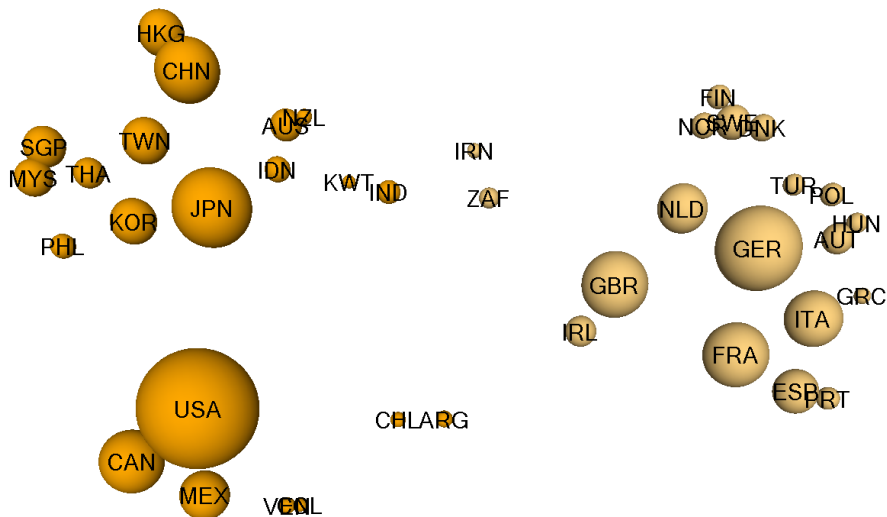 HKG
CHN
FIN
NZL
AUS
NOR
SWE
DNK
TWN
SGP
IRN
THA
MYS
IDN
KWT
IND
ZAF
TUR
POL
JPN
NLD
KOR
HUN
PHL
GER
AUT
GBR
GRC
ITA
IRL
FRA
ESP
PRT
USA
CHL
ARG
CAN
MEX
VEN
COL